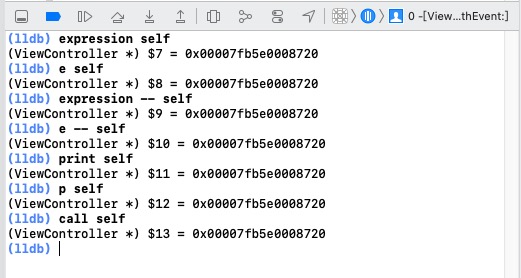 0 -[View...thEvent:]
(lldb) expression self
(ViewController *) $7 = 0x00007fb5e0008720
(lldb) e self
(ViewController *) $8 = 0x00007fb5e0008720
(lldb) expression -- self
(ViewController *) $9 = 0x00007fb5e0008720
(lldb) e -- self
(ViewController *) $10 = 0x00007fb5e0008720
(lldb) print self
(ViewController *) $11 = 0x00007fb5e0008720
(lldb) p self
(ViewController *) $12 = 0x00007fb5e0008720
(lldb) call self
(ViewController *) $13 = 0x00007fb5e0008720
(lldb)